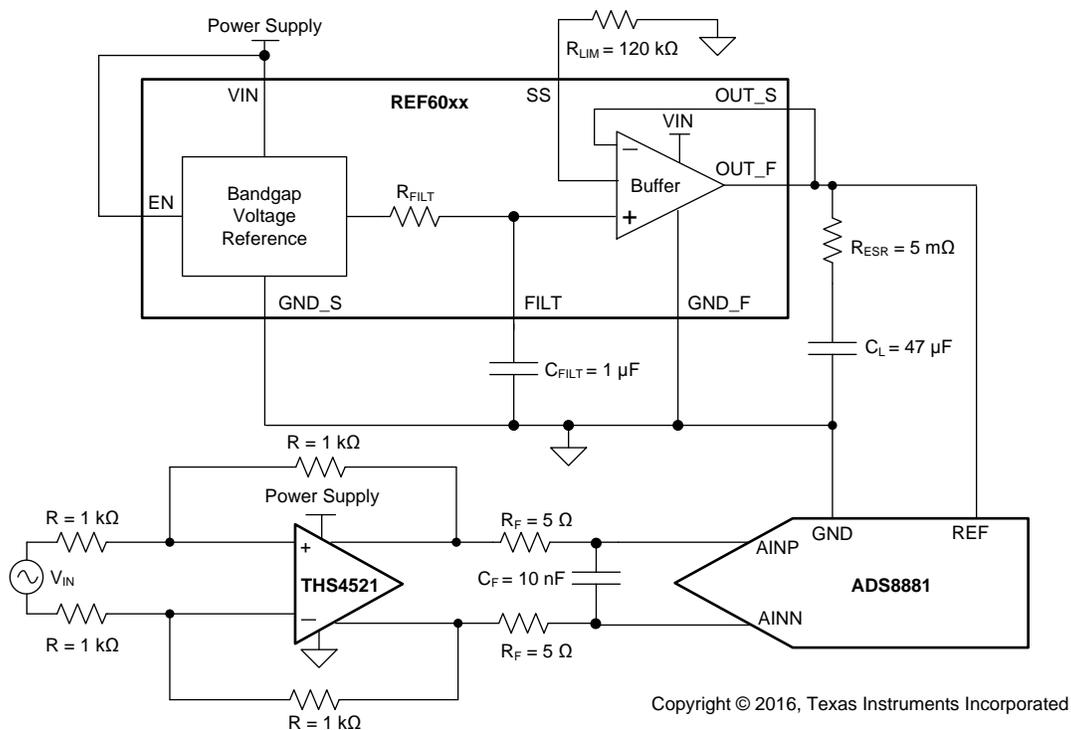 Power Supply
R_LIM = 120 kΩ
VIN
REF60xx
SS
OUT_S
VIN
OUT_F
Buffer
EN
Bandgap
Voltage
Reference
R_FILT
−
+
R_ESR = 5 mΩ
GND_S
FILT
GND_F
C_FILT = 1 µF
C_L = 47 µF
R = 1 kΩ
Power Supply
R = 1 kΩ
R_F = 5 Ω
GND
REF
AINP
+
V_IN
THS4521
C_F = 10 nF
ADS8881
−
AINN
R = 1 kΩ
R_F = 5 Ω
R = 1 kΩ
Copyright © 2016, Texas Instruments Incorporated